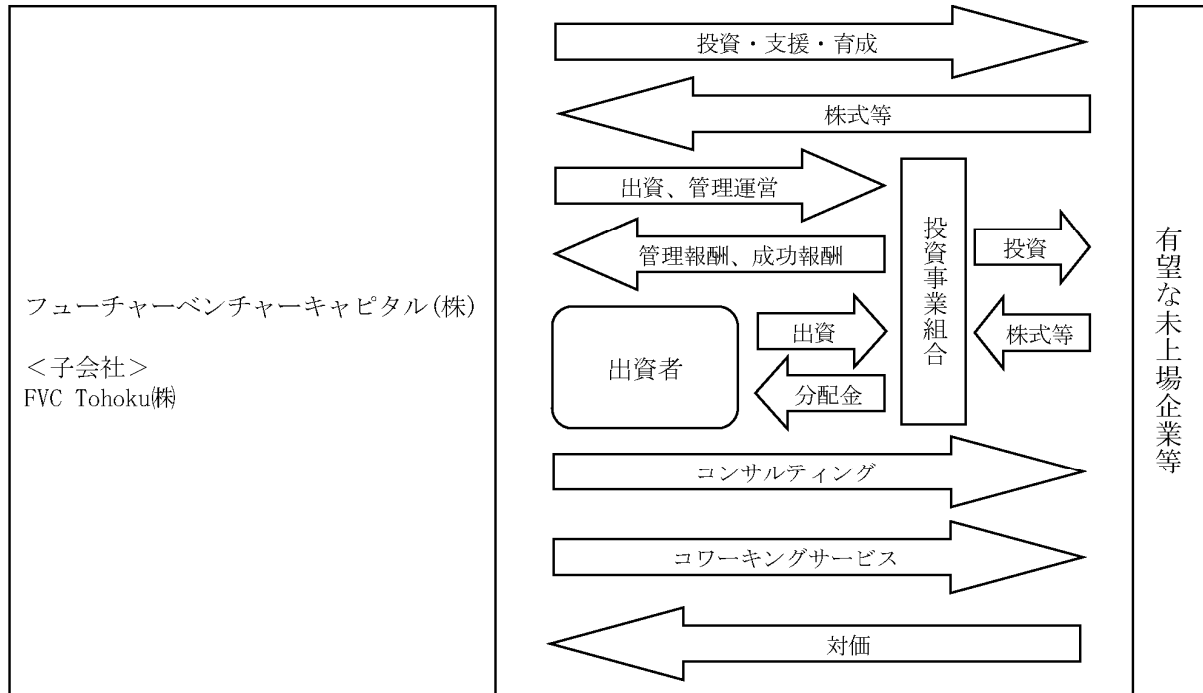 投資・支援・育成
株式等
出資、管理運営
管理報酬、成功報酬
投資事業組合
投資
有望な未上場企業等
フューチャーベンチャーキャピタル(株)
＜子会社＞
FVC Tohoku㈱
出資者
出資
株式等
分配金
コンサルティング
コワーキングサービス
対価